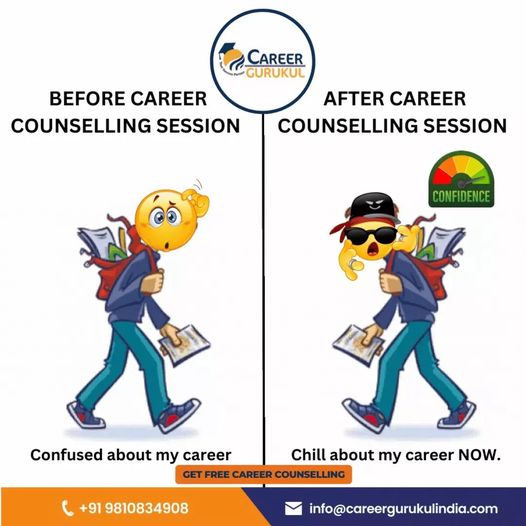 CAREER
GURUKUL
BEFORE CAREER
COUNSELLING SESSION
AFTER CAREER
COUNSELLING SESSION
CONFIDENCE
Confused about my career
Chill about my career NOW.
GET FREE CAREER COUNSELLING
+91 9810834908
info@careergurukulindia.com